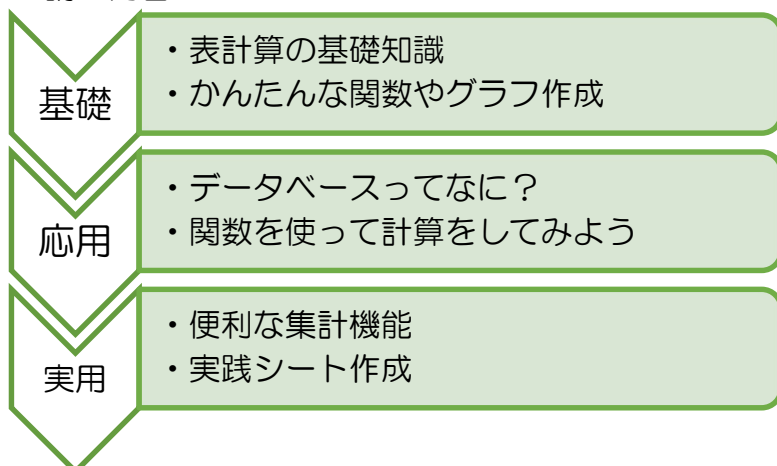 基礎
・表計算の基礎知識
・かんたんな関数やグラフ作成
応用
・データベースってなに？
・関数を使って計算をしてみよう
実用
・便利な集計機能
・実践シート作成